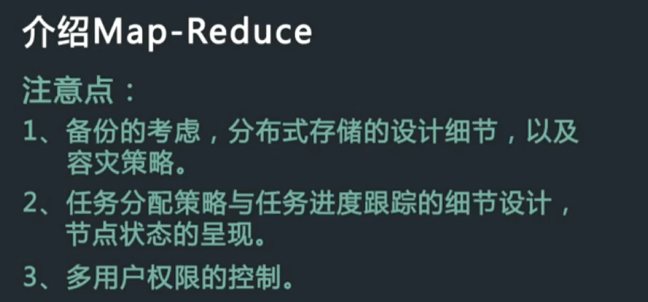 介绍Map-Reduce
注意点：
1、备份的考虑，分布式存储的设计细节，以及
容灾策略。
2、任务分配策略与任务进度跟踪的细节设计，
节点状态的呈现。
3、多用户权限的控制。